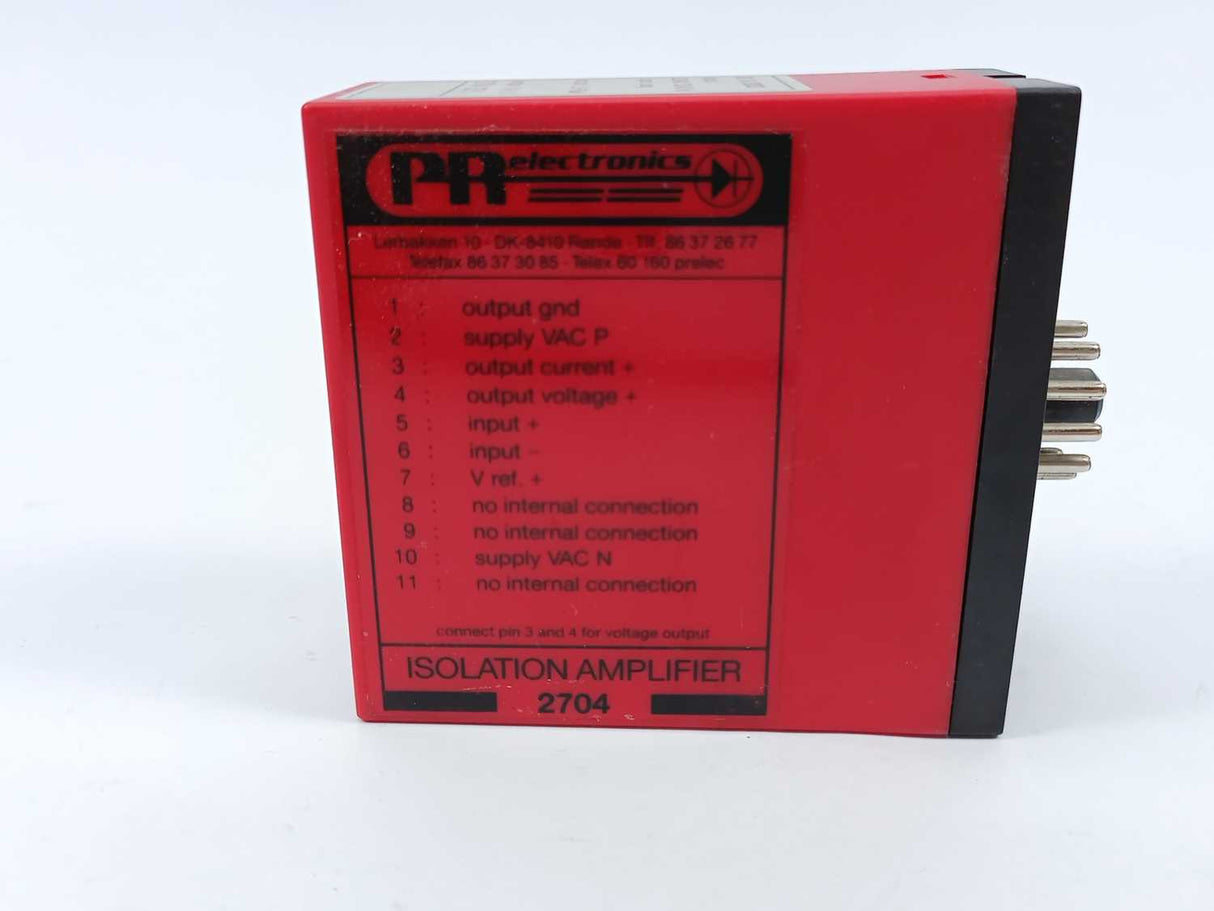 PR electronics
Lerbakken 10 - DK-8410 Rønde - Tlf. 86 37 26 77
Telefax 86 37 30 85 - Telex 60 160 prelec
1 : output gnd
2 : supply VAC P
3 : output current +
4 : output voltage +
5 : input +
6 : input -
7 : V ref. +
8 : no internal connection
9 : no internal connection
10 : supply VAC N
11 : no internal connection
connect pin 3 and 4 for voltage output
ISOLATION AMPLIFIER
2704